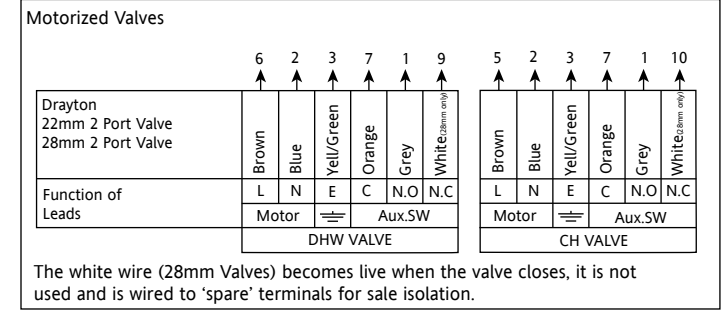 Motorized Valves
6 2 3 7 1 9 5 2 3 7 1 10
Drayton
22mm 2 Port Valve
28mm 2 Port Valve
Brown Blue Yell/Green Orange Grey White(28mm only) Brown Blue Yell/Green Orange Grey White(28mm only)
Function of
Leads
L N E C N.O N.C L N E C N.O N.C
Motor Aux.SW Motor Aux.SW
DHW VALVE CH VALVE
The white wire (28mm Valves) becomes live when the valve closes, it is not
used and is wired to ‘spare’ terminals for sale isolation.